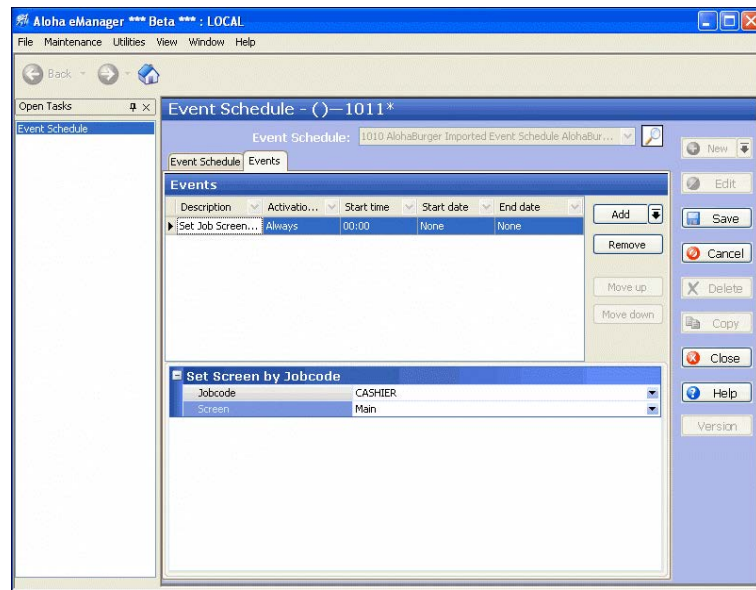 Aloha eManager *** Beta *** : LOCAL
File Maintenance Utilities View Window Help
Back
Open Tasks
Event Schedule
Event Schedule - ()—1011*
Event Schedule: 1010 AlohaBurger Imported Event Schedule AlohaBur...
Event Schedule Events
Events
Description Activatio... Start time Start date End date
Set Job Screen... Always 00:00 None None
Add
Remove
Move up
Move down
Set Screen by Jobcode
Jobcode CASHIER
Screen Main
New
Edit
Save
Cancel
Delete
Copy
Close
Help
Version